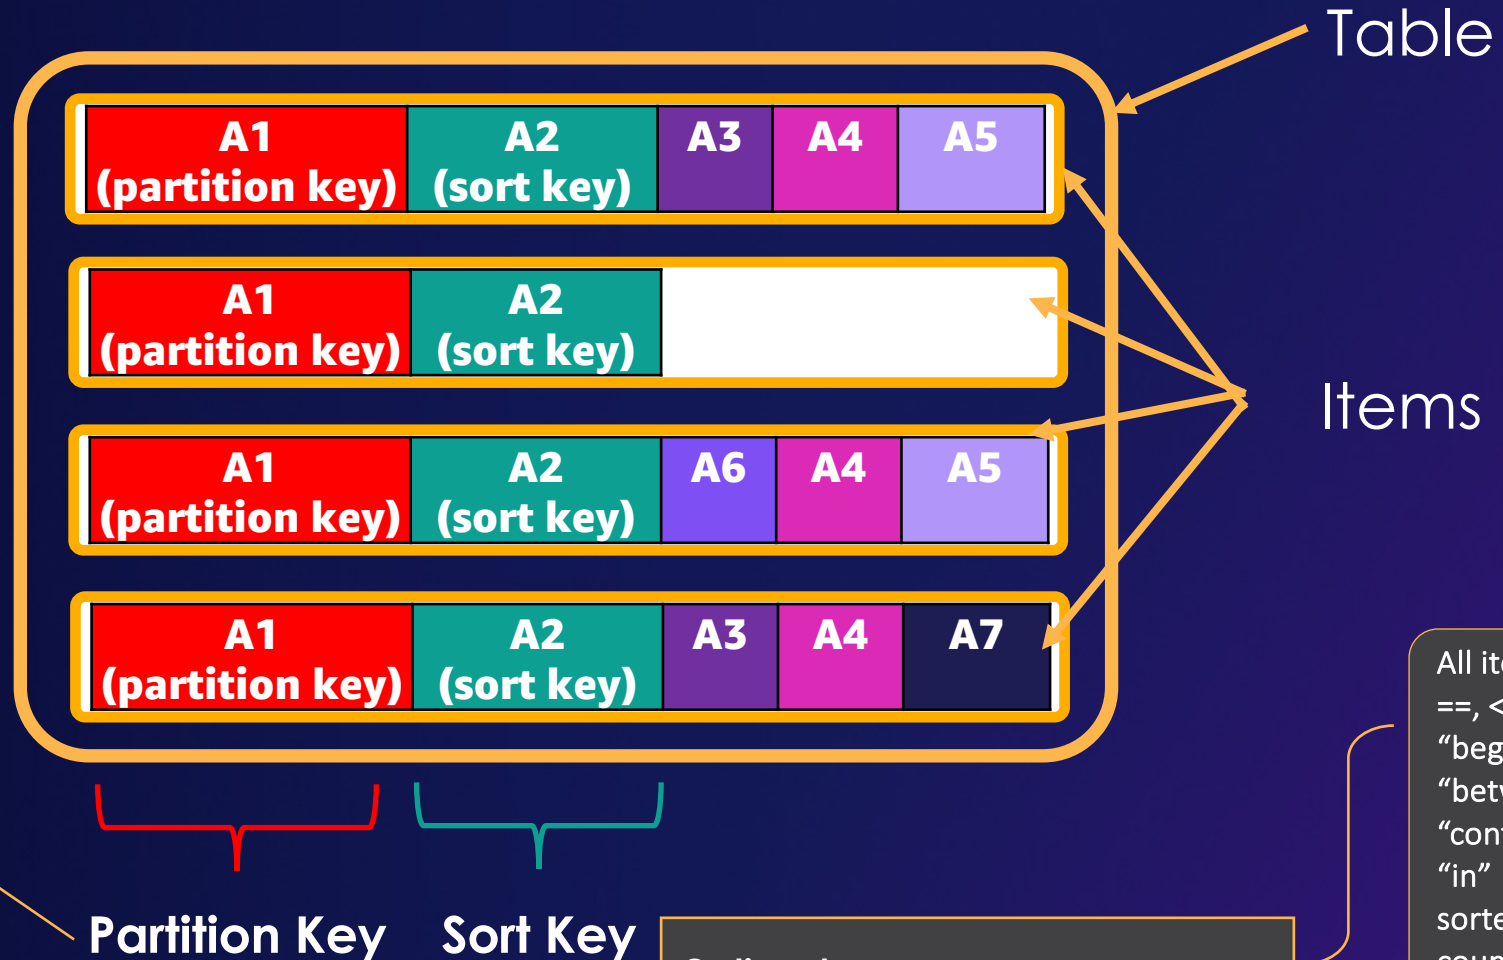 Table
A1
(partition key)
A2
(sort key)
A3
A4
A5
A1
(partition key)
A2
(sort key)
Items
A1
(partition key)
A2
(sort key)
A6
A4
A5
A1
(partition key)
A2
(sort key)
A3
A4
A7
All
==, <
"in"
Partition Key
Sort Key